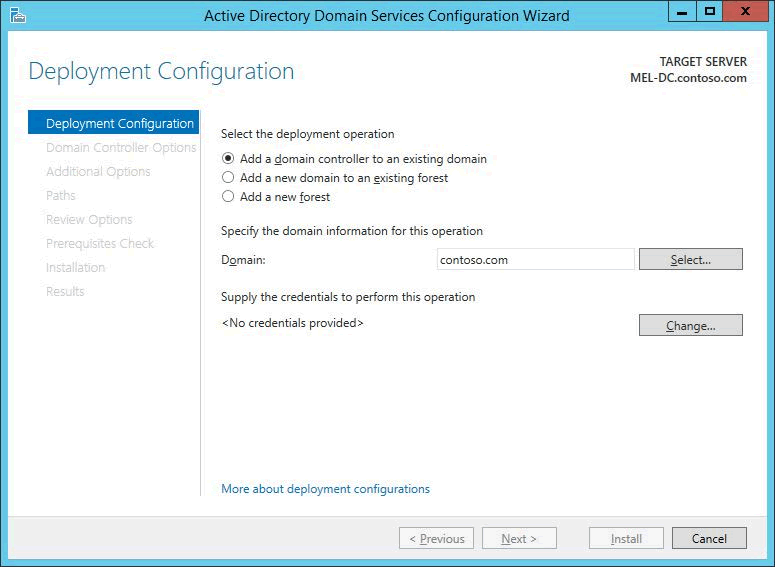 Active Directory Domain Services Configuration Wizard
Deployment Configuration
TARGET SERVER
MEL-DC.contoso.com
Deployment Configuration
Domain Controller Options
Additional Options
Paths
Review Options
Prerequisites Check
Installation
Results
Select the deployment operation
Add a domain controller to an existing domain
Add a new domain to an existing forest
Add a new forest
Specify the domain information for this operation
Domain: contoso.com Select...
Supply the credentials to perform this operation
<No credentials provided> Change...
More about deployment configurations
< Previous Next > Install Cancel